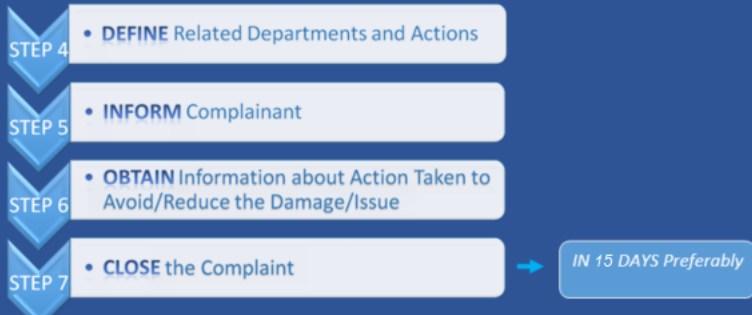 STEP 4
• DEFINE Related Departments and Actions
STEP 5
• INFORM Complainant
STEP 6
• OBTAIN Information about Action Taken to
Avoid/Reduce the Damage/Issue
STEP 7
• CLOSE the Complaint
IN 15 DAYS Preferably